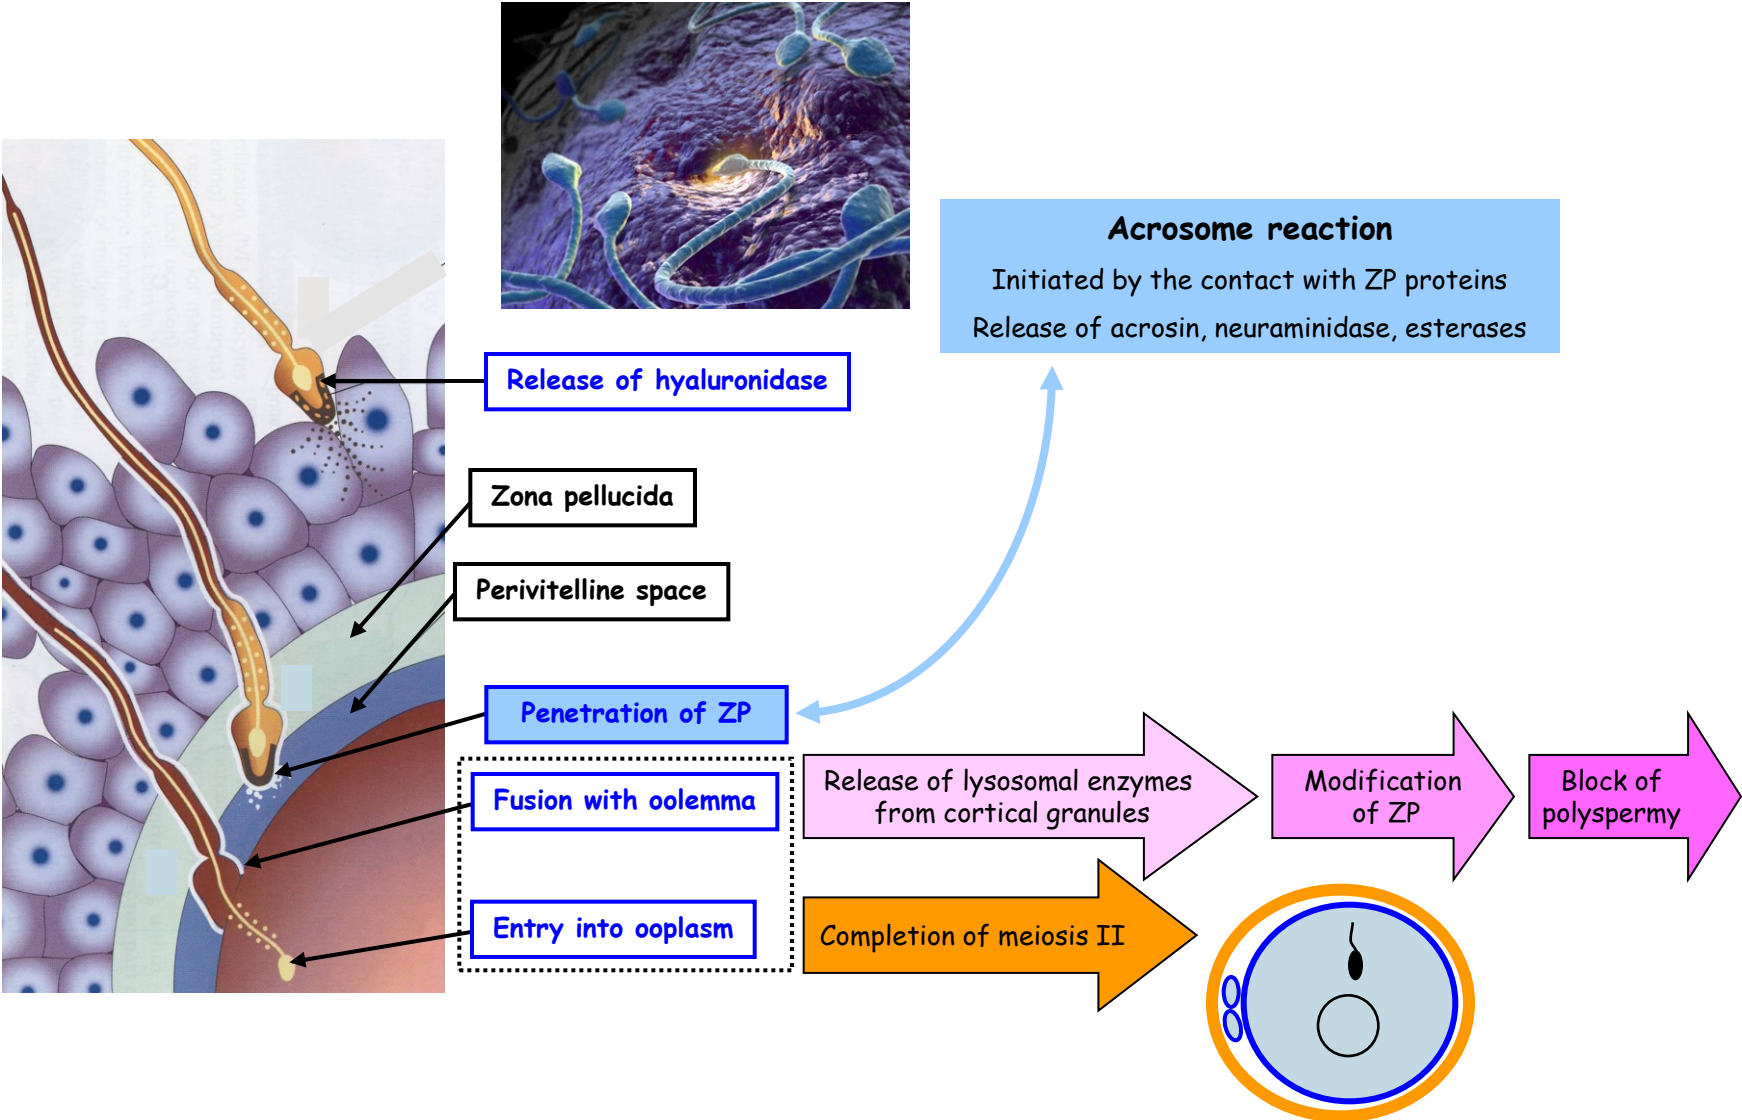 Acrosome reaction
Initiated by the contact with ZP proteins
Release of acrosin, neuraminidase, esterases
Release of hyaluronidase
Zona pellucida
Perivitelline space
Penetration of ZP
Fusion with oolemma
Entry into ooplasm
Release of lysosomal enzymes
from cortical granules
Modification
of ZP
Block of
polyspermy
Completion of meiosis II